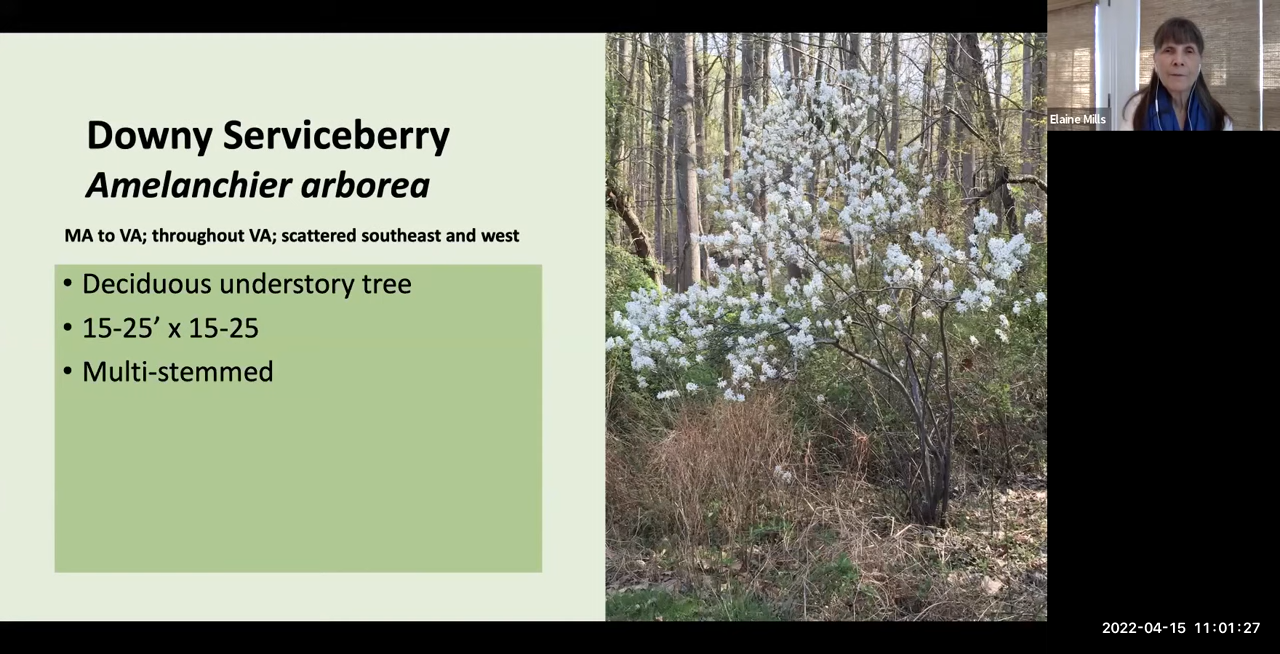 Downy Serviceberry
Amelanchier arborea
MA to VA; throughout VA; scattered southeast and west
• Deciduous understory tree
• 15-25’ x 15-25
• Multi-stemmed
Elaine Mills
2022-04-15 11:01:27